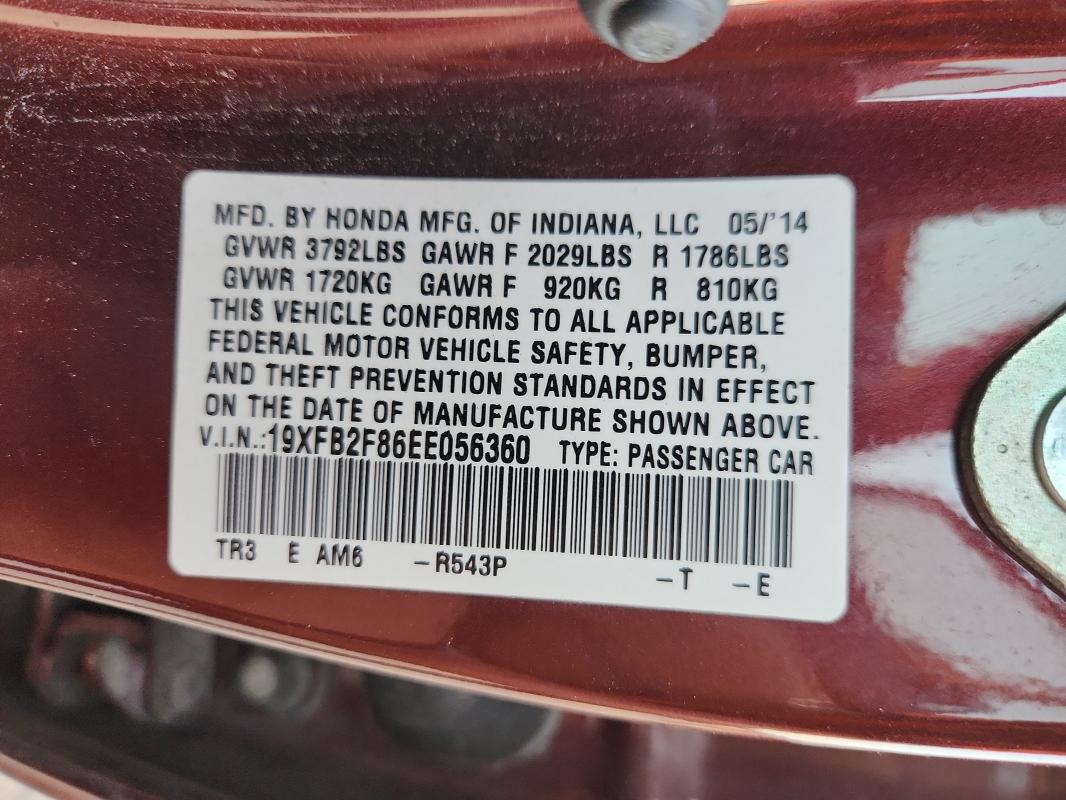 MFD. BY HONDA MFG. OF INDIANA, LLC 05/'14
GVWR 3792LBS GAWR F 2029LBS R 1786LBS
GVWR 1720KG GAWR F 920KG R 810KG
THIS VEHICLE CONFORMS TO ALL APPLICABLE
FEDERAL MOTOR VEHICLE SAFETY, BUMPER,
AND THEFT PREVENTION STANDARDS IN EFFECT
ON THE DATE OF MANUFACTURE SHOWN ABOVE.
V.I.N.:19XFB2F86EE056360 TYPE: PASSENGER CAR
TR3 E AM6 -R543P -T -E